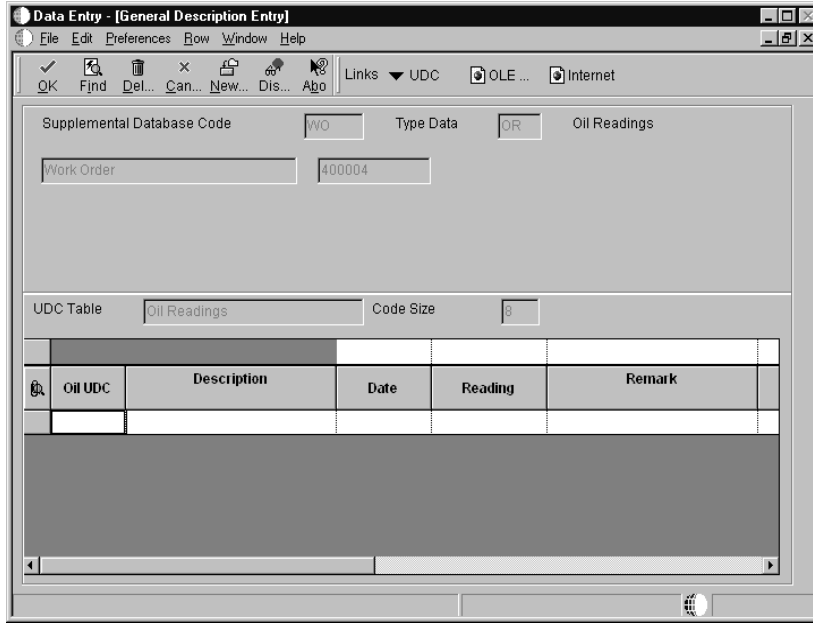 Data Entry - [General Description Entry]
File Edit Preferences Row Window Help
OK Find Del... Can... New... Dis... Abo Links UDC OLE ... Internet
Supplemental Database Code WO Type Data OR Oil Readings
Work Order 400004
UDC Table Oil Readings Code Size 8
Oil UDC Description Date Reading Remark